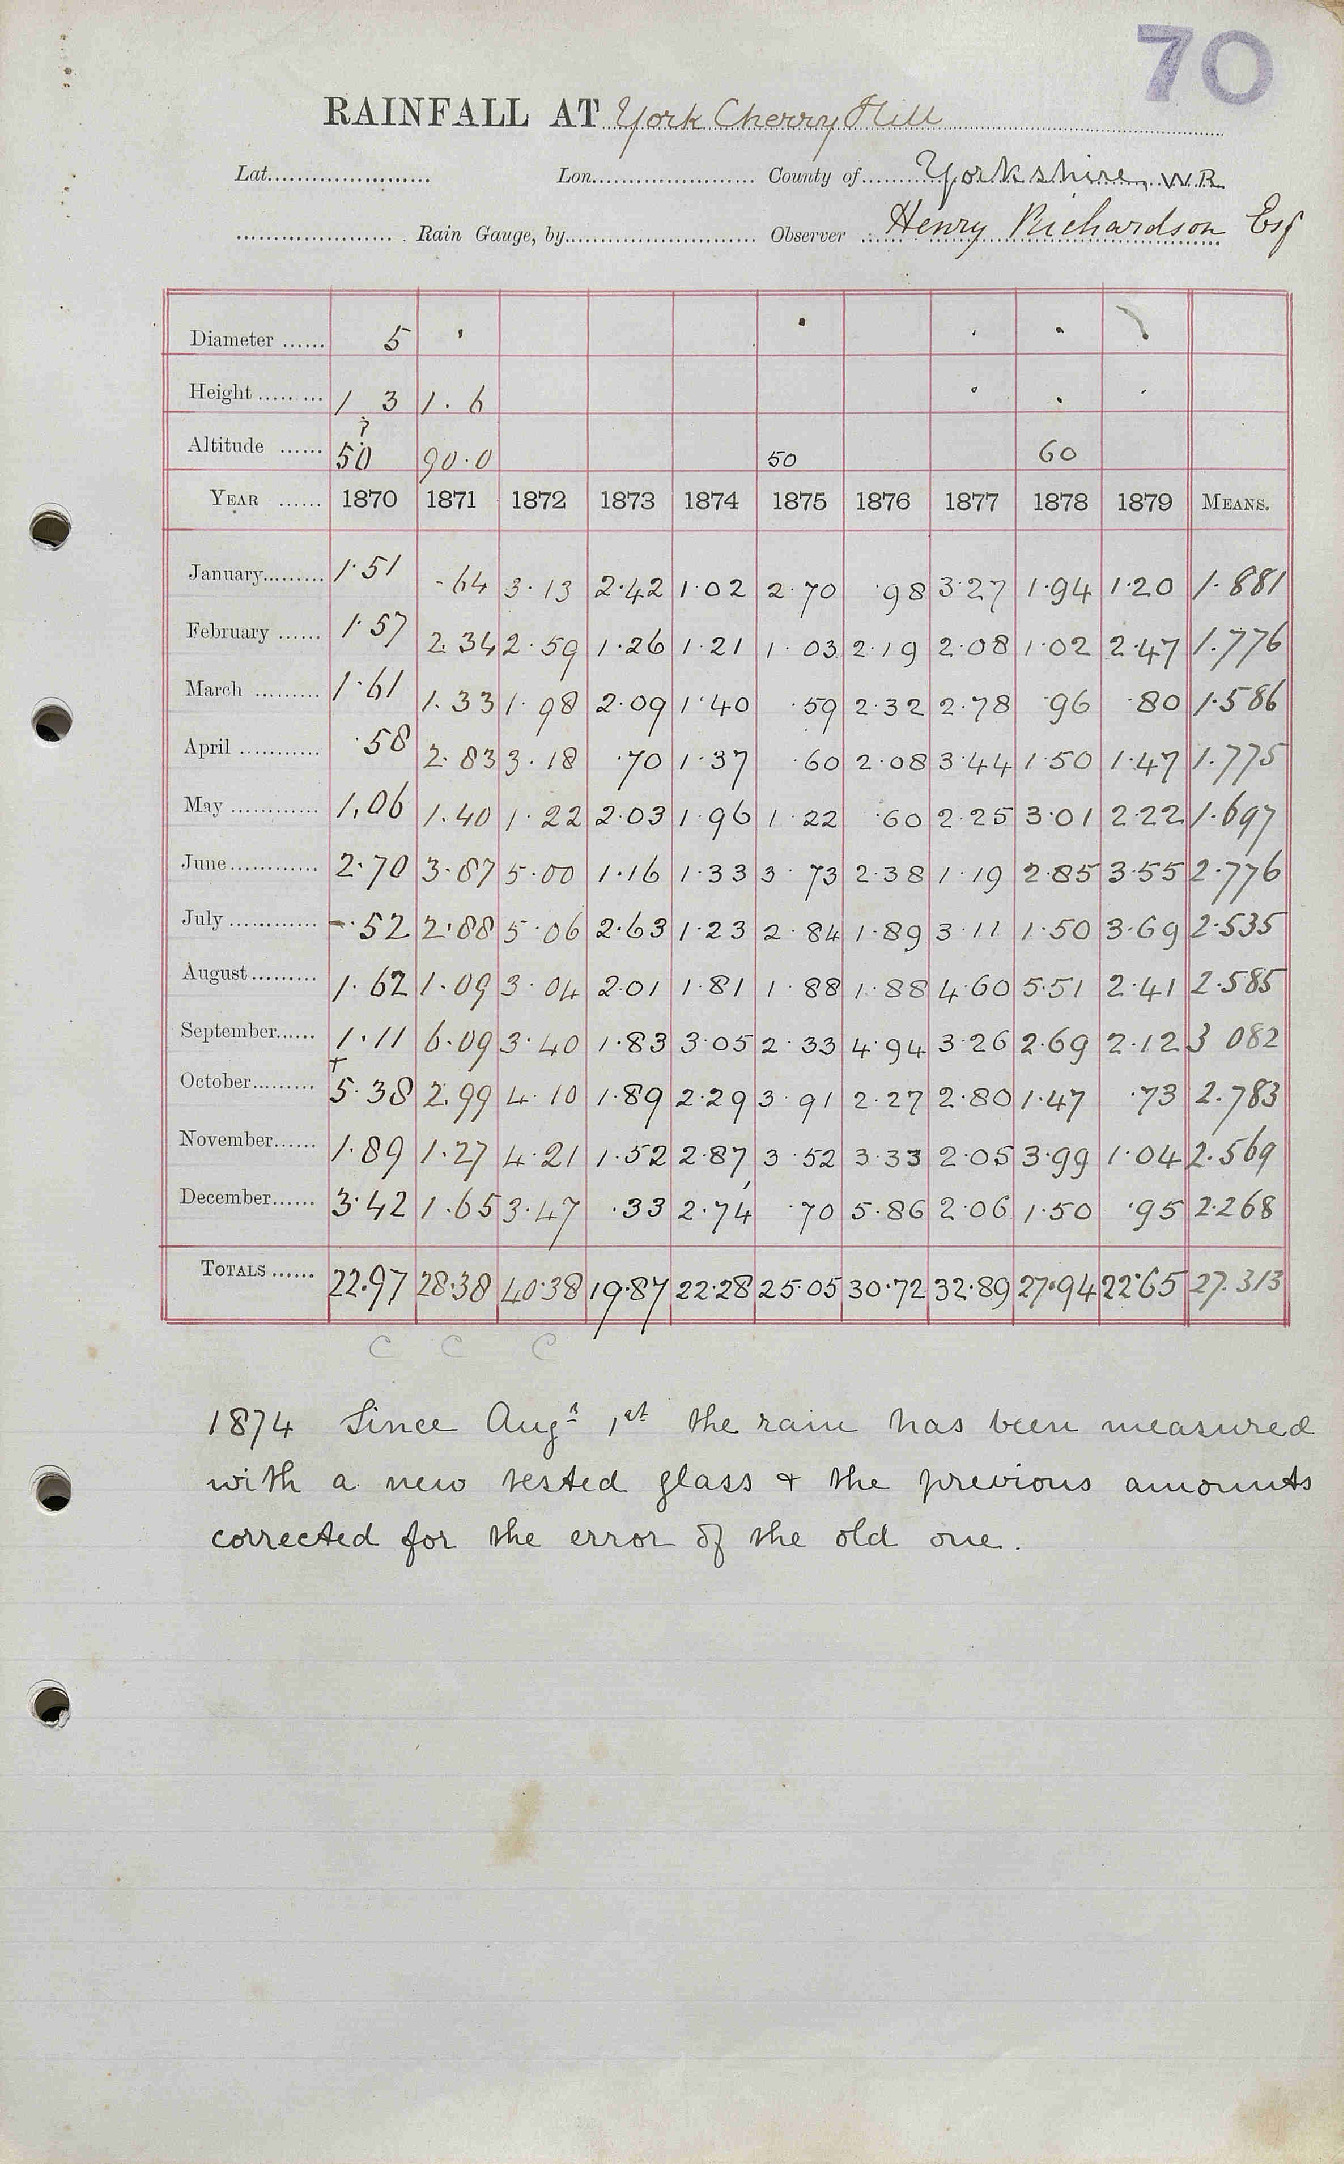 70
RAINFALL AT York Cherry Hill
Lat. Lon. County of Yorkshire, W.R.
Rain Gauge, by Observer Henry Richardson Esq
Diameter 5
Height 1 3 1.6
?
Altitude 50 90.0 50 60
YEAR 1870 1871 1872 1873 1874 1875 1876 1877 1878 1879 MEANS.
January 1.51 .64 3.13 2.42 1.02 2.70 .98 3.27 1.94 1.20 1.881
February 1.57 2.34 2.59 1.26 1.21 1.03 2.19 2.08 1.02 2.47 1.776
March 1.61 1.33 1.98 2.09 1.40 .59 2.32 2.78 .96 .80 1.586
April .58 2.83 3.18 .70 1.37 .60 2.08 3.44 1.50 1.47 1.775
May 1.06 1.40 1.22 2.03 1.96 1.22 .60 2.25 3.01 2.22 1.697
June 2.70 3.87 5.00 1.16 1.33 3.73 2.38 1.19 2.85 3.55 2.776
July .52 2.88 5.06 2.63 1.23 2.84 1.89 3.11 1.50 3.69 2.535
August 1.62 1.09 3.04 2.01 1.81 1.88 1.88 4.60 5.51 2.41 2.585
September 1.11 6.09 3.40 1.83 3.05 2.33 4.94 3.26 2.69 2.12 3 082
October 5.38 2.99 4.10 1.89 2.29 3.91 2.27 2.80 1.47 .73 2.783
November 1.89 1.27 4.21 1.52 2.87 3.52 3.33 2.05 3.99 1.04 2.569
December 3.42 1.65 3.47 .33 2.74 .70 5.86 2.06 1.50 .95 2.268
TOTALS 22.97 28.38 40.38 19.87 22.28 25.05 30.72 32.89 27.94 22.65 27.313
C C C
1874 Since Augt 1st the rain has been measured
with a new tested glass + the previous amounts
corrected for the error of the old one.